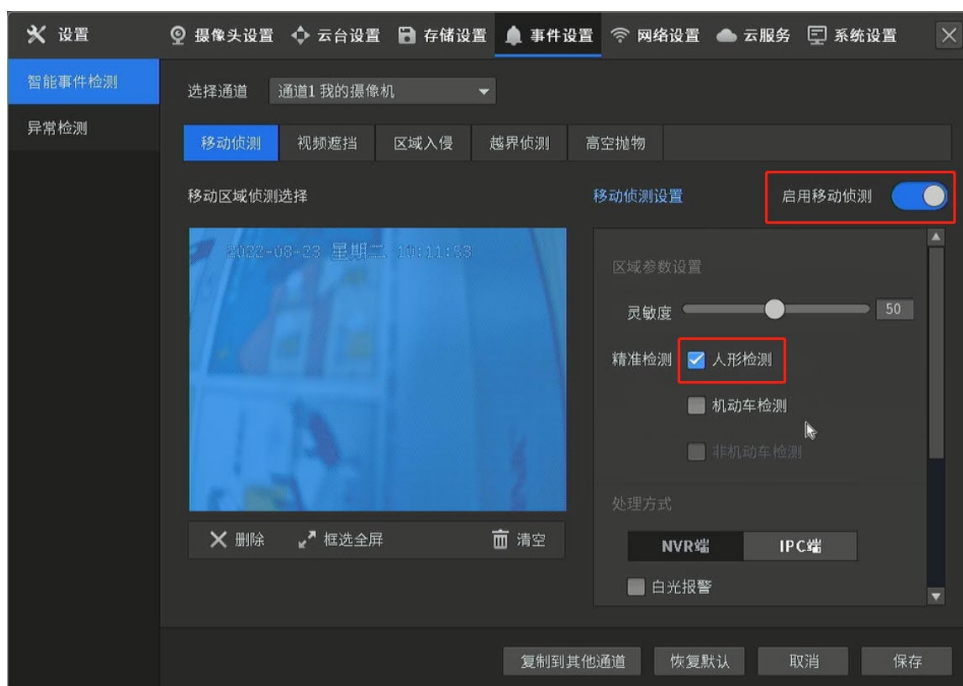 设置 摄像头设置 云台设置 存储设置 事件设置 网络设置 云服务 系统设置
智能事件检测
异常检测
选择通道 通道1 我的摄像机
移动侦测 视频遮挡 区域入侵 越界侦测 高空抛物
移动区域侦测选择
移动侦测设置 启用移动侦测
2022-08-23 星期二 10:11:53
区域参数设置
灵敏度 50
精准检测 人形检测
机动车检测
非机动车检测
处理方式
删除 框选全屏 清空
NVR端 IPC端
白光报警
复制到其他通道 恢复默认 取消 保存